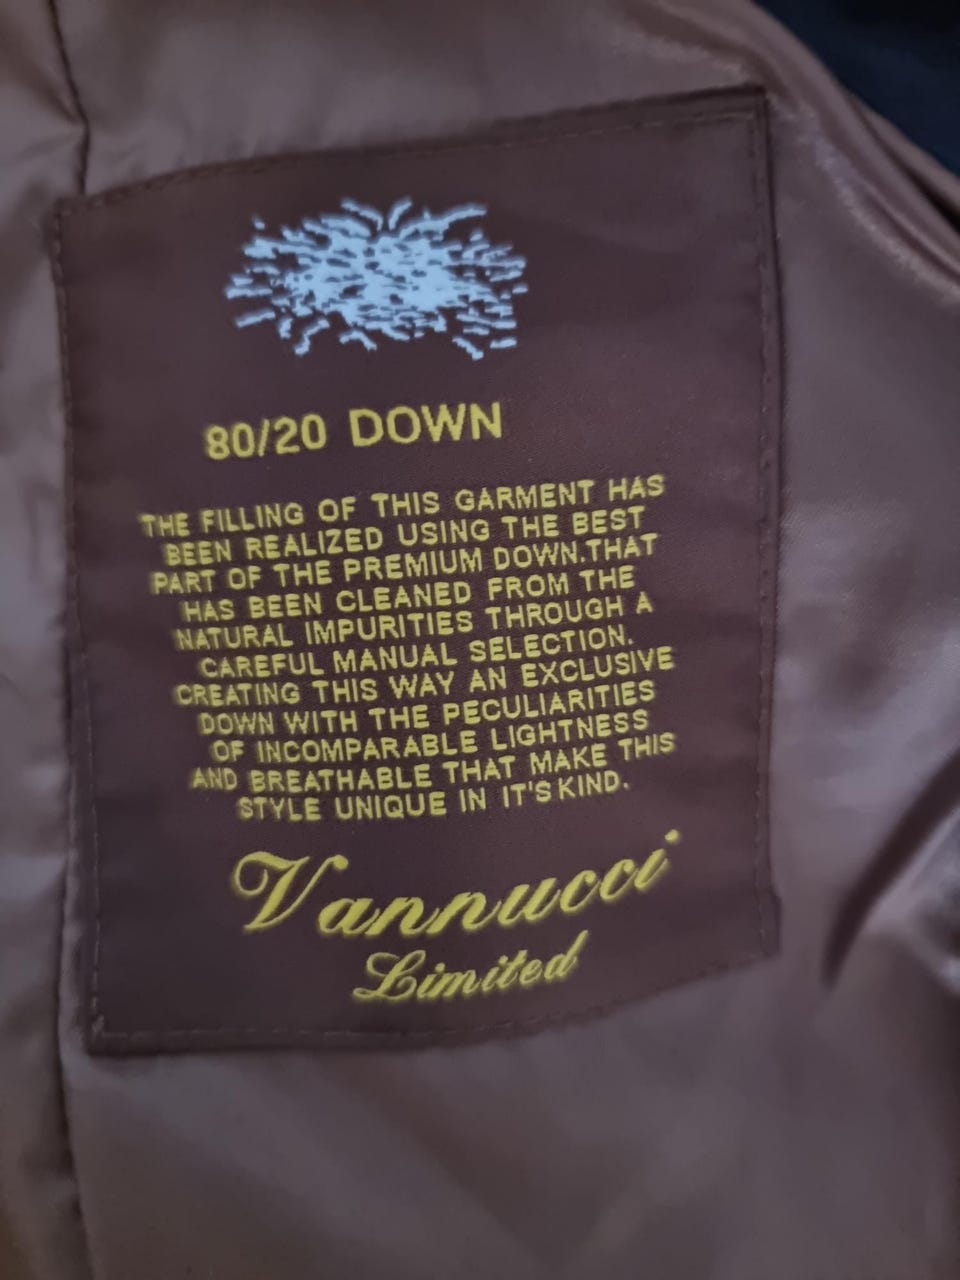 80/20 DOWN
THE FILLING OF THIS GARMENT HAS
BEEN REALIZED USING THE BEST
PART OF THE PREMIUM DOWN.THAT
HAS BEEN CLEANED FROM THE
NATURAL IMPURITIES THROUGH A
CAREFUL MANUAL SELECTION.
CREATING THIS WAY AN EXCLUSIVE
DOWN WITH THE PECULIARITIES
OF INCOMPARABLE LIGHTNESS
AND BREATHABLE THAT MAKE THIS
STYLE UNIQUE IN IT'S KIND.
Vannucci
Limited